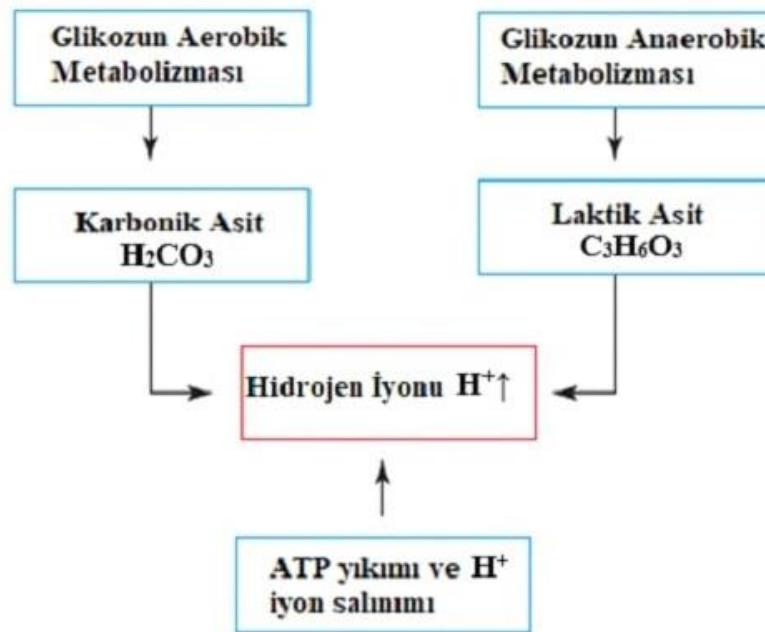 Glikozun Aerobik
Metabolizması
Glikozun Anaerobik
Metabolizması
Karbonik Asit
H₂CO₃
Laktik Asit
C₃H₆O₃
Hidrojen İyonu H⁺↑
ATP yıkımı ve H⁺
iyon salınımı